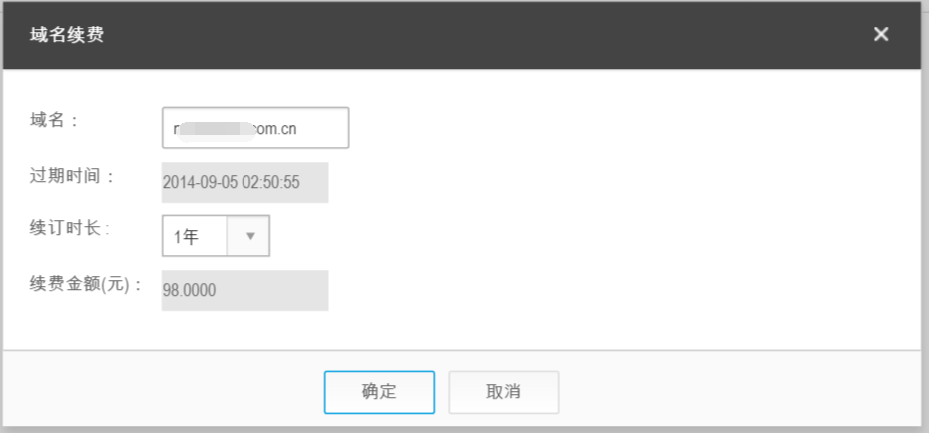 域名续费
域名：
r com.cn
过期时间：
2014-09-05 02:50:55
续订时长:
1年
续费金额(元)：
98.0000
确定 取消